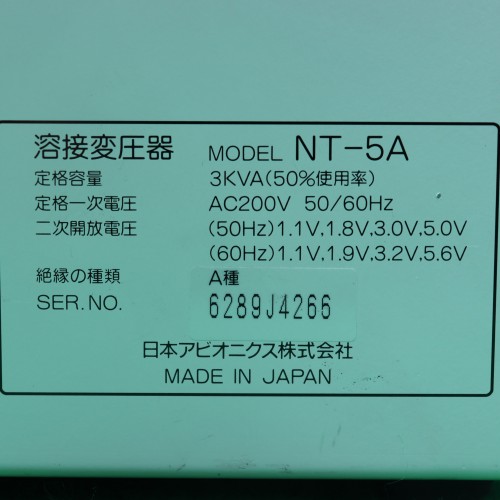 溶接変圧器 MODEL NT-5A
定格容量 3KVA(50%使用率)
定格一次電圧 AC200V 50/60Hz
二次開放電圧 (50Hz)1.1V,1.8V,3.0V,5.0V
(60Hz)1.1V,1.9V,3.2V,5.6V
絶縁の種類 A種
SER.NO. 6289J4266
日本アビオニクス株式会社
MADE IN JAPAN